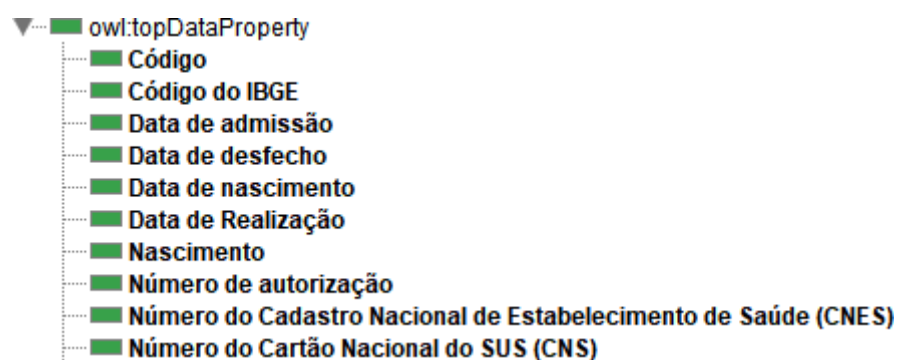 owl:topDataProperty
Código
Código do IBGE
Data de admissão
Data de desfecho
Data de nascimento
Data de Realização
Nascimento
Número de autorização
Número do Cadastro Nacional de Estabelecimento de Saúde (CNES)
Número do Cartão Nacional do SUS (CNS)